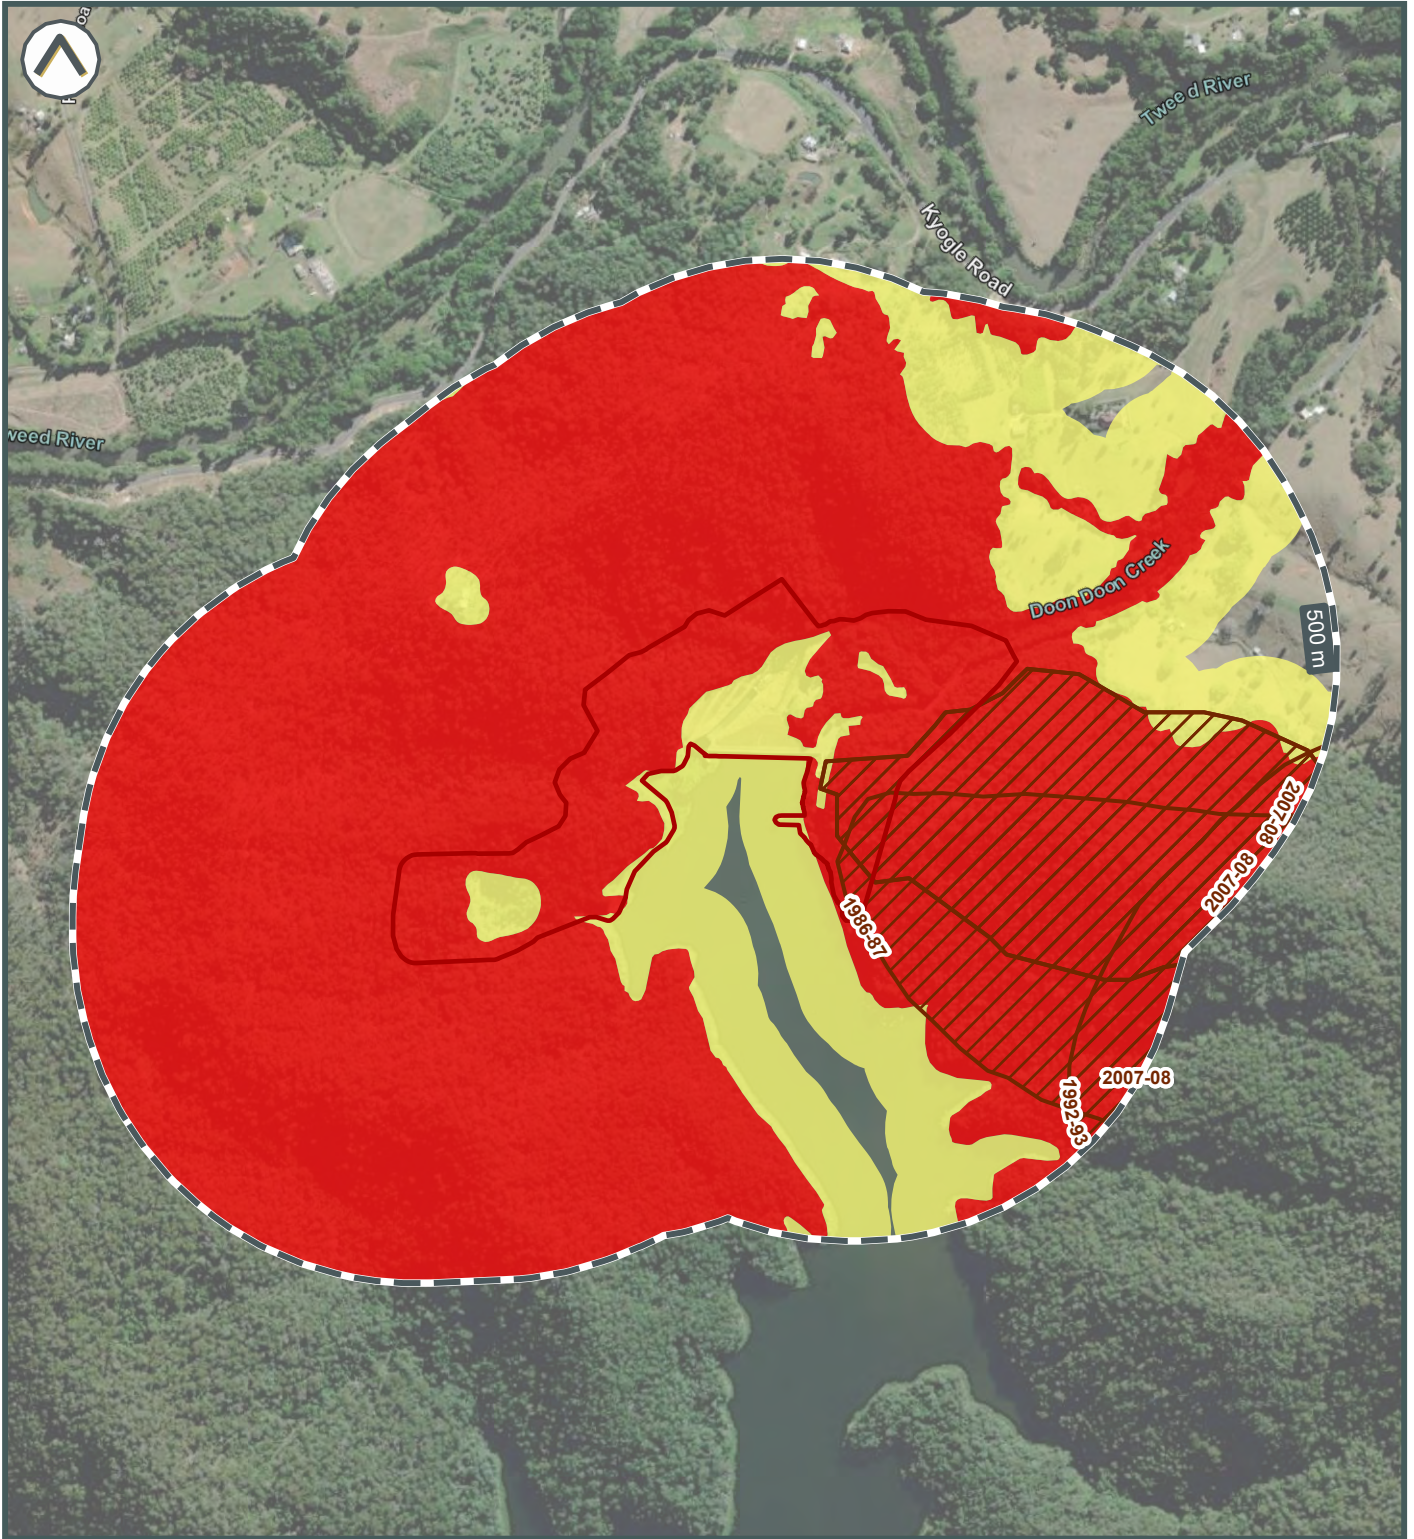 Twee d River
Kyogle Road
weed River
Doon Doon Creek
500 m
2007-08
2007-08
1986-87
2007-08
1992-93